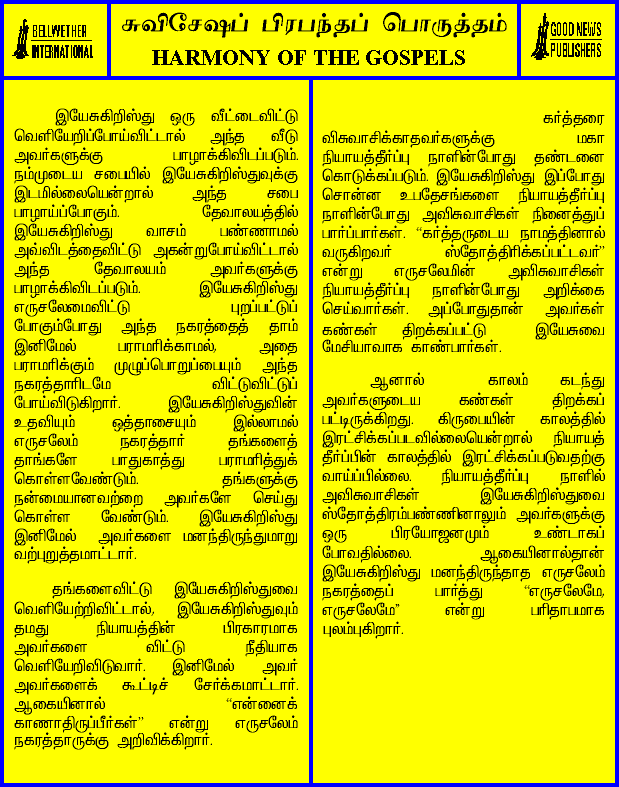 BELLWETHER
INTERNATIONAL
சுவிசேஷப் பிரபந்தப் பொருத்தம்
HARMONY OF THE GOSPELS
GOOD NEWS
PUBLISHERS
இயேசுகிறிஸ்து ஒரு வீட்டைவிட்டு
வெளியேறிப்போய்விட்டால் அந்த வீடு
அவர்களுக்கு பாழாக்கிவிடப்படும்.
நம்முடைய சபையில் இயேசுகிறிஸ்துவுக்கு
இடமில்லையென்றால் அந்த சபை
பாழாய்ப்போகும். தேவாலயத்தில்
இயேசுகிறிஸ்து வாசம் பண்ணாமல்
அவ்விடத்தைவிட்டு அகன்றுபோய்விட்டால்
அந்த தேவாலயம் அவர்களுக்கு
பாழாக்கிவிடப்படும். இயேசுகிறிஸ்து
எருசலேமைவிட்டு புறப்பட்டுப்
போகும்போது அந்த நகரத்தைத் தாம்
இனிமேல் பராமரிக்காமல், அதை
பராமரிக்கும் முழுப்பொறுப்பையும் அந்த
நகரத்தாரிடமே விட்டுவிட்டுப்
போய்விடுகிறார். இயேசுகிறிஸ்துவின்
உதவியும் ஒத்தாசையும் இல்லாமல்
எருசலேம் நகரத்தார் தங்களைத்
தாங்களே பாதுகாத்து பராமரித்துக்
கொள்ளவேண்டும். தங்களுக்கு
நன்மையானவற்றை அவர்களே செய்து
கொள்ள வேண்டும். இயேசுகிறிஸ்து
இனிமேல் அவர்களை மனந்திருந்துமாறு
வற்புறுத்தமாட்டார்.
தங்களைவிட்டு இயேசுகிறிஸ்துவை
வெளியேற்றிவிட்டால், இயேசுகிறிஸ்துவும்
தமது நியாயத்தின் பிரகாரமாக
அவர்களை விட்டு நீதியாக
வெளியேறிவிடுவார். இனிமேல் அவர்
அவர்களைக் கூட்டிச் சேர்க்கமாட்டார்.
ஆகையினால் “என்னைக்
காணாதிருப்பீர்கள்” என்று எருசலேம்
நகரத்தாருக்கு அறிவிக்கிறார்.
கர்த்தரை
விசுவாசிக்காதவர்களுக்கு மகா
நியாயத்தீர்ப்பு நாளின்போது தண்டனை
கொடுக்கப்படும். இயேசுகிறிஸ்து இப்போது
சொன்ன உபதேசங்களை நியாயத்தீர்ப்பு
நாளின்போது அவிசுவாசிகள் நினைத்துப்
பார்ப்பார்கள். “கர்த்தருடைய நாமத்தினால்
வருகிறவர் ஸ்தோத்திரிக்கப்பட்டவர்”
என்று எருசலேமின் அவிசுவாசிகள்
நியாயத்தீர்ப்பு நாளின்போது அறிக்கை
செய்வார்கள். அப்போதுதான் அவர்கள்
கண்கள் திறக்கப்பட்டு இயேசுவை
மேசியாவாக காண்பார்கள்.
ஆனால் காலம் கடந்து
அவர்களுடைய கண்கள் திறக்கப்
பட்டிருக்கிறது. கிருபையின் காலத்தில்
இரட்சிக்கப்படவில்லையென்றால் நியாயத்
தீர்ப்பின் காலத்தில் இரட்சிக்கப்படுவதற்கு
வாய்ப்பில்லை. நியாயத்தீர்ப்பு நாளில்
அவிசுவாசிகள் இயேசுகிறிஸ்துவை
ஸ்தோத்திரம்பண்ணினாலும் அவர்களுக்கு
ஒரு பிரயோஜனமும் உண்டாகப்
போவதில்லை. ஆகையினால்தான்
இயேசுகிறிஸ்து மனந்திருந்தாத எருசலேம்
நகரத்தைப் பார்த்து “எருசலேமே,
எருசலேமே” என்று பரிதாபமாக
புலம்புகிறார்.